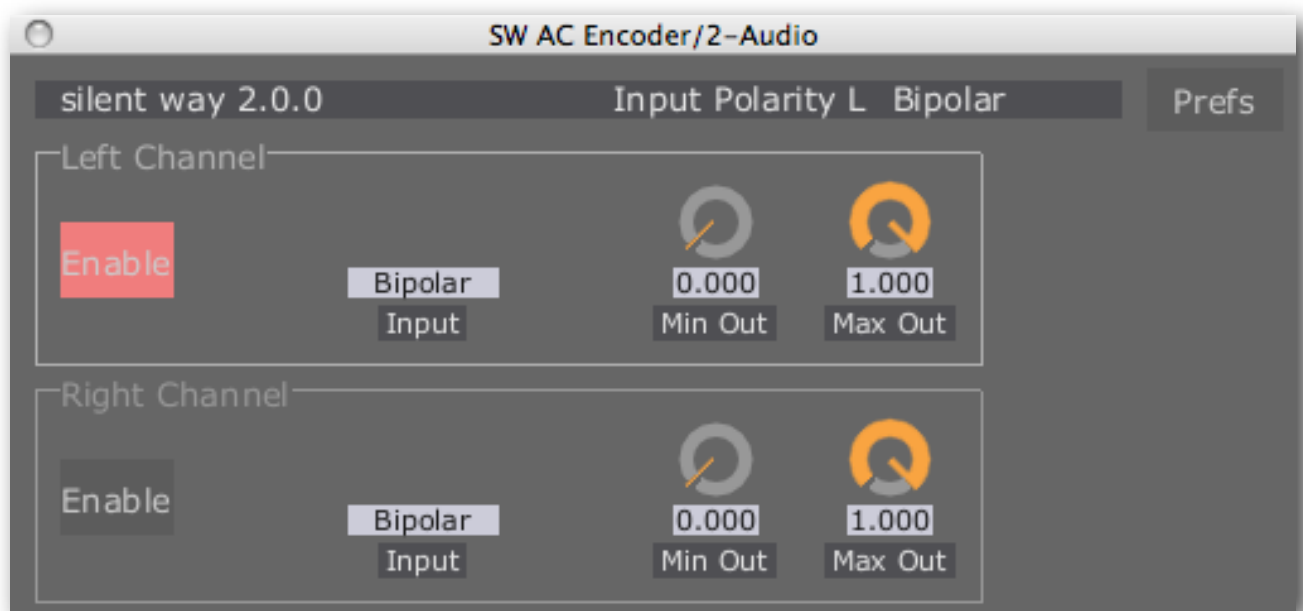 SW AC Encoder/2-Audio
silent way 2.0.0 Input Polarity L Bipolar Prefs
Left Channel
Enable
Bipolar 0.000 1.000
Input Min Out Max Out
Right Channel
Enable
Bipolar 0.000 1.000
Input Min Out Max Out